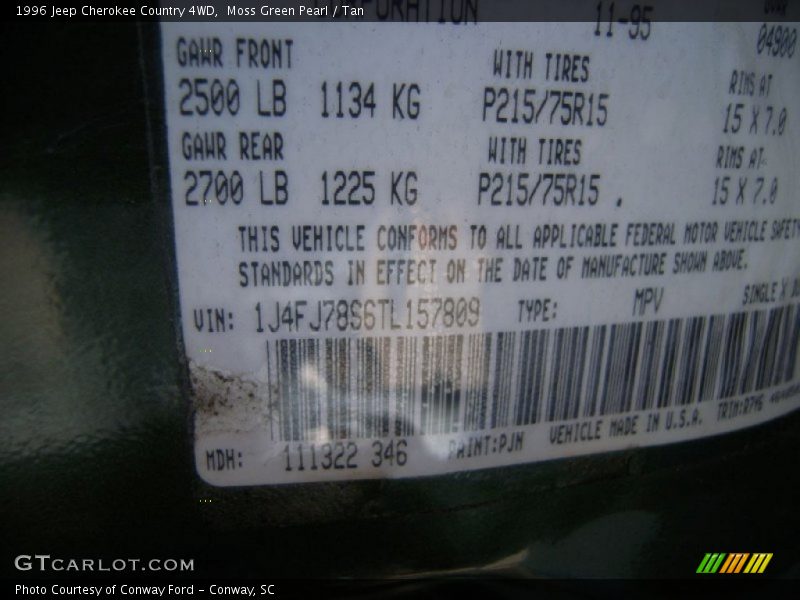 1996 Jeep Cherokee Country 4WD, Moss Green Pearl / Tan
11-95
04900
GAWR FRONT WITH TIRES RIMS AT
2500 LB 1134 KG P215/75R15 15 X 7.0
GAWR REAR WITH TIRES RIMS AT
2700 LB 1225 KG P215/75R15 . 15 X 7.0
THIS VEHICLE CONFORMS TO ALL APPLICABLE FEDERAL MOTOR VEHICLE SAFETY
STANDARDS IN EFFECT ON THE DATE OF MANUFACTURE SHOWN ABOVE.
VIN: 1J4FJ78S6TL157809 TYPE: MPV SINGLE X
MDH: 111322 346 PAINT:PJN VEHICLE MADE IN U.S.A. TRIM:
GTCARLOT.COM
Photo Courtesy of Conway Ford - Conway, SC